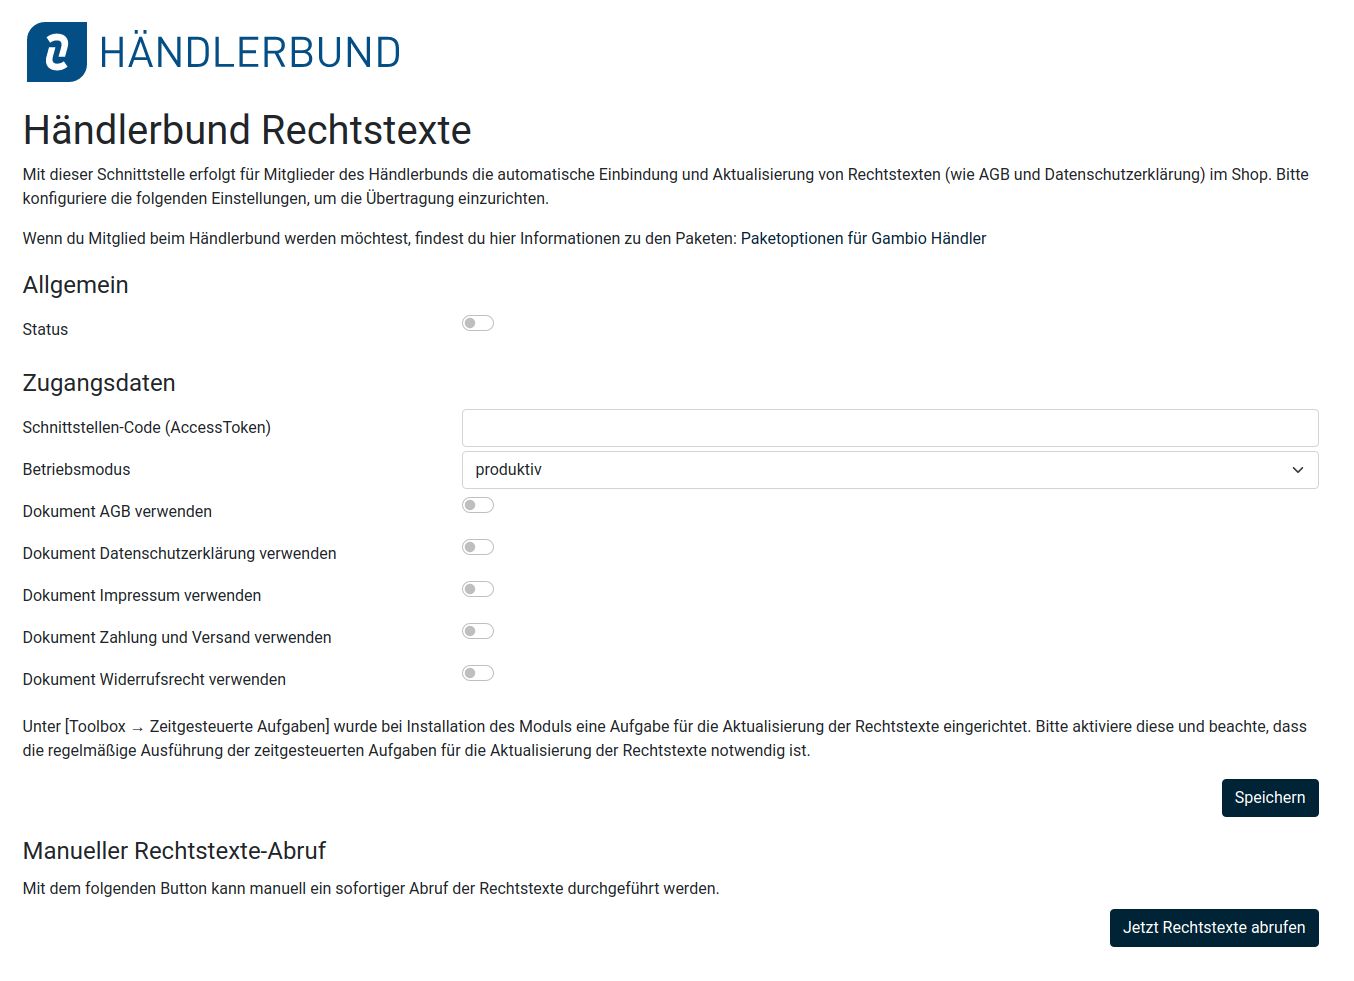 HÄNDLERBUND
Händlerbund Rechtstexte
Mit dieser Schnittstelle erfolgt für Mitglieder des Händlerbunds die automatische Einbindung und Aktualisierung von Rechtstexten (wie AGB und Datenschutzerklärung) im Shop. Bitte
konfiguriere die folgenden Einstellungen, um die Übertragung einzurichten.
Wenn du Mitglied beim Händlerbund werden möchtest, findest du hier Informationen zu den Paketen: Paketoptionen für Gambio Händler
Allgemein
Status
Zugangsdaten
Schnittstellen-Code (AccessToken)
Betriebsmodus produktiv
Dokument AGB verwenden
Dokument Datenschutzerklärung verwenden
Dokument Impressum verwenden
Dokument Zahlung und Versand verwenden
Dokument Widerrufsrecht verwenden
Unter [Toolbox → Zeitgesteuerte Aufgaben] wurde bei Installation des Moduls eine Aufgabe für die Aktualisierung der Rechtstexte eingerichtet. Bitte aktiviere diese und beachte, dass
die regelmäßige Ausführung der zeitgesteuerten Aufgaben für die Aktualisierung der Rechtstexte notwendig ist.
Speichern
Manueller Rechtstexte-Abruf
Mit dem folgenden Button kann manuell ein sofortiger Abruf der Rechtstexte durchgeführt werden.
Jetzt Rechtstexte abrufen